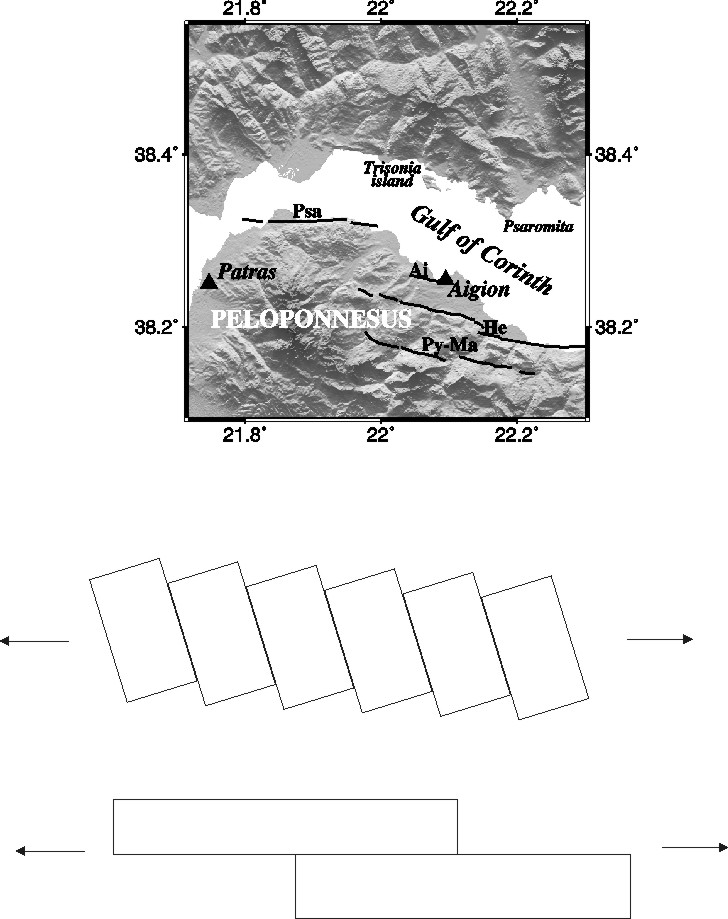 21.8° 22° 22.2°
38.4° 38.4°
Trisonia
island
Psa
Gulf of Corinth
Psaromita
Patras
Ai
Aigion
PELOPONNESUS
He
38.2° 38.2°
Py-Ma
21.8° 22° 22.2°